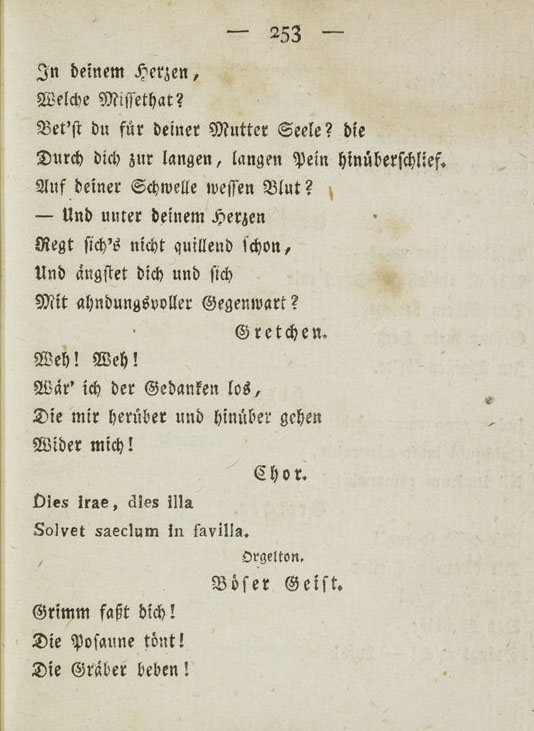 — 253 —
In deinem Herzen,
Welche Missethat?
Bet'st du für deiner Mutter Seele? die
Durch dich zur langen, langen Pein hinüberschlief.
Auf deiner Schwelle wessen Blut?
— Und unter deinem Herzen
Regt sich's nicht quillend schon,
Und ängstet dich und sich
Mit ahndungsvoller Gegenwart?
Gretchen.
Weh! Weh!
Wär' ich der Gedanken los,
Die mir herüber und hinüber gehen
Wider mich!
Chor.
Dies irae, dies illa
Solvet saeclum in favilla.
Orgelton.
Böser Geist.
Grimm faßt dich!
Die Posaune tönt!
Die Gräber beben!